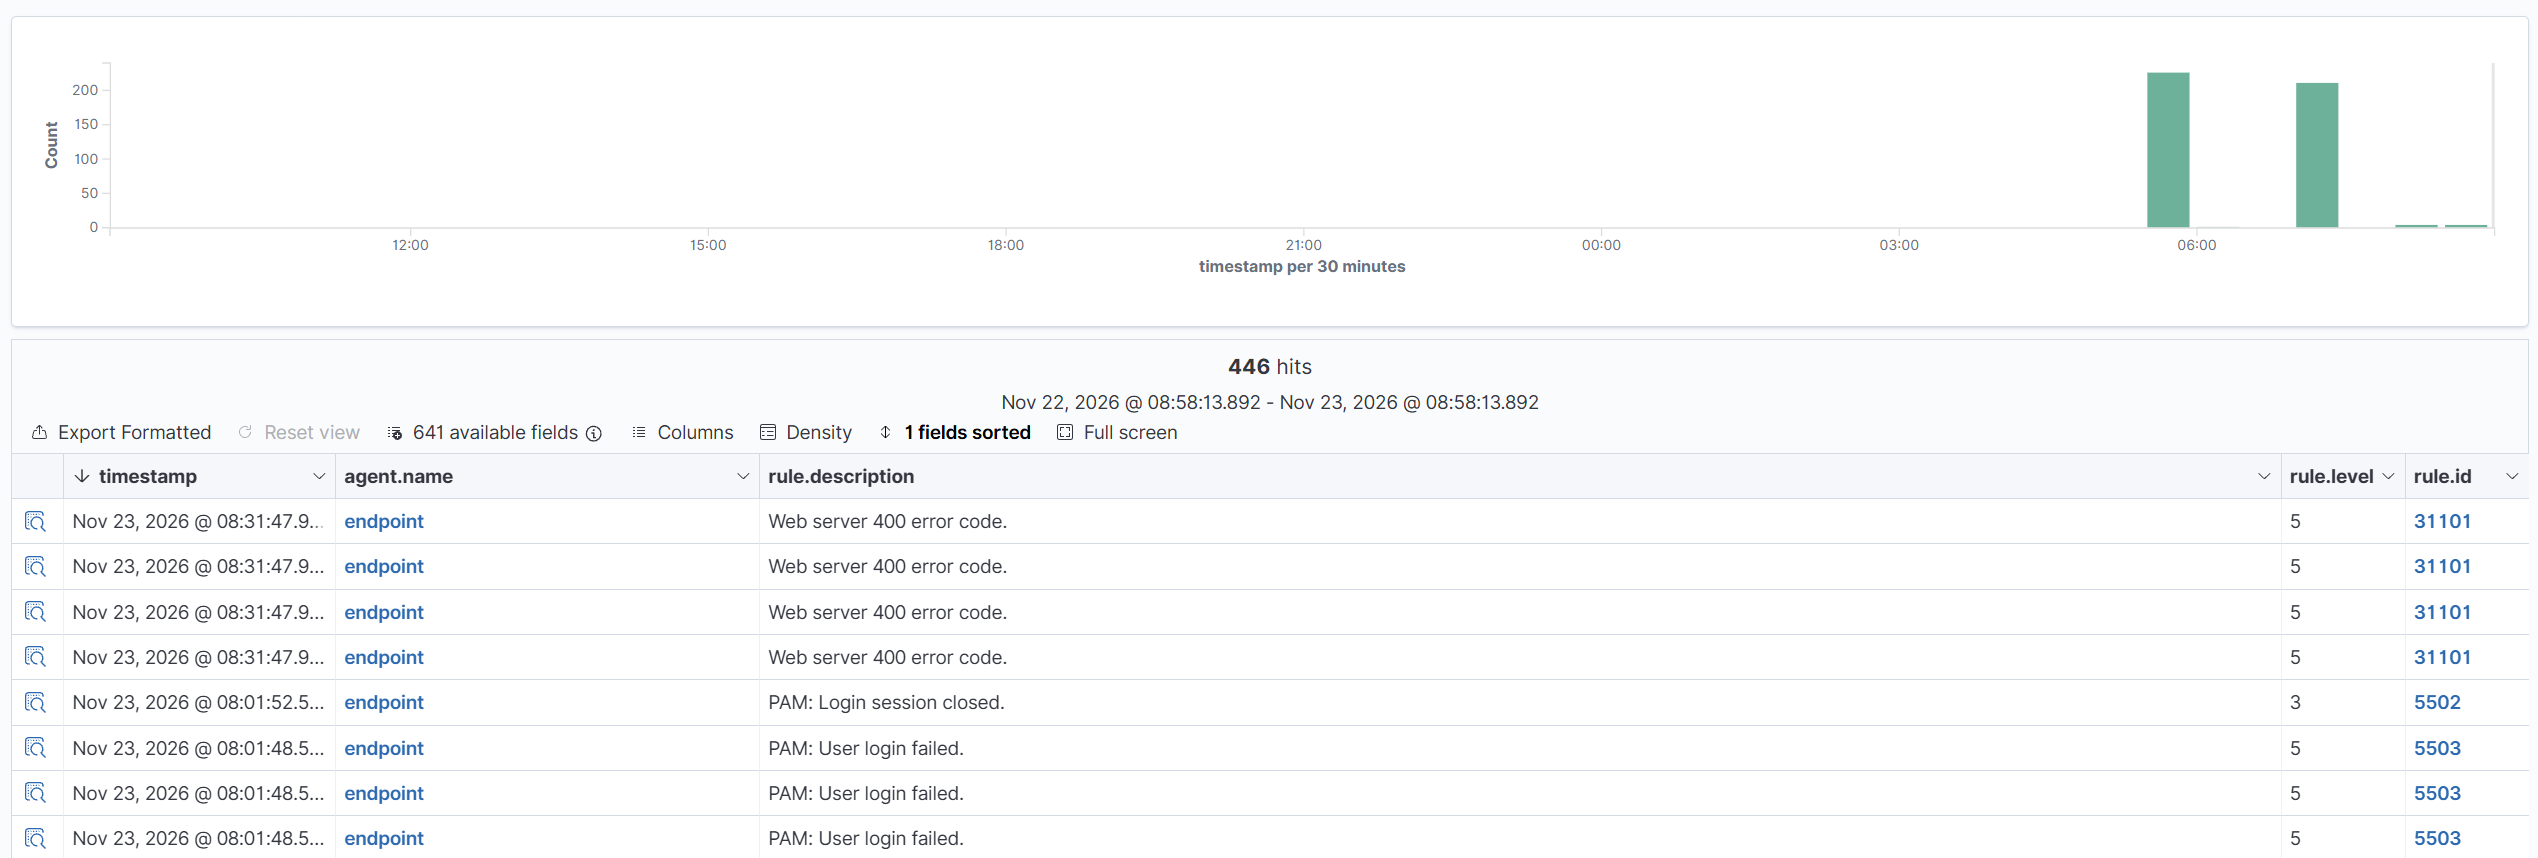 200
150
100
50
0
Count
12:00 15:00 18:00 21:00 00:00 03:00 06:00
timestamp per 30 minutes
446 hits
Nov 22, 2026 @ 08:58:13.892 - Nov 23, 2026 @ 08:58:13.892
Export Formatted Reset view 641 available fields Columns Density 1 fields sorted Full screen
timestamp agent.name rule.description rule.level rule.id
Nov 23, 2026 @ 08:31:47.9... endpoint Web server 400 error code. 5 31101
Nov 23, 2026 @ 08:31:47.9... endpoint Web server 400 error code. 5 31101
Nov 23, 2026 @ 08:31:47.9... endpoint Web server 400 error code. 5 31101
Nov 23, 2026 @ 08:31:47.9... endpoint Web server 400 error code. 5 31101
Nov 23, 2026 @ 08:01:52.5... endpoint PAM: Login session closed. 3 5502
Nov 23, 2026 @ 08:01:48.5... endpoint PAM: User login failed. 5 5503
Nov 23, 2026 @ 08:01:48.5... endpoint PAM: User login failed. 5 5503
Nov 23, 2026 @ 08:01:48.5... endpoint PAM: User login failed. 5 5503